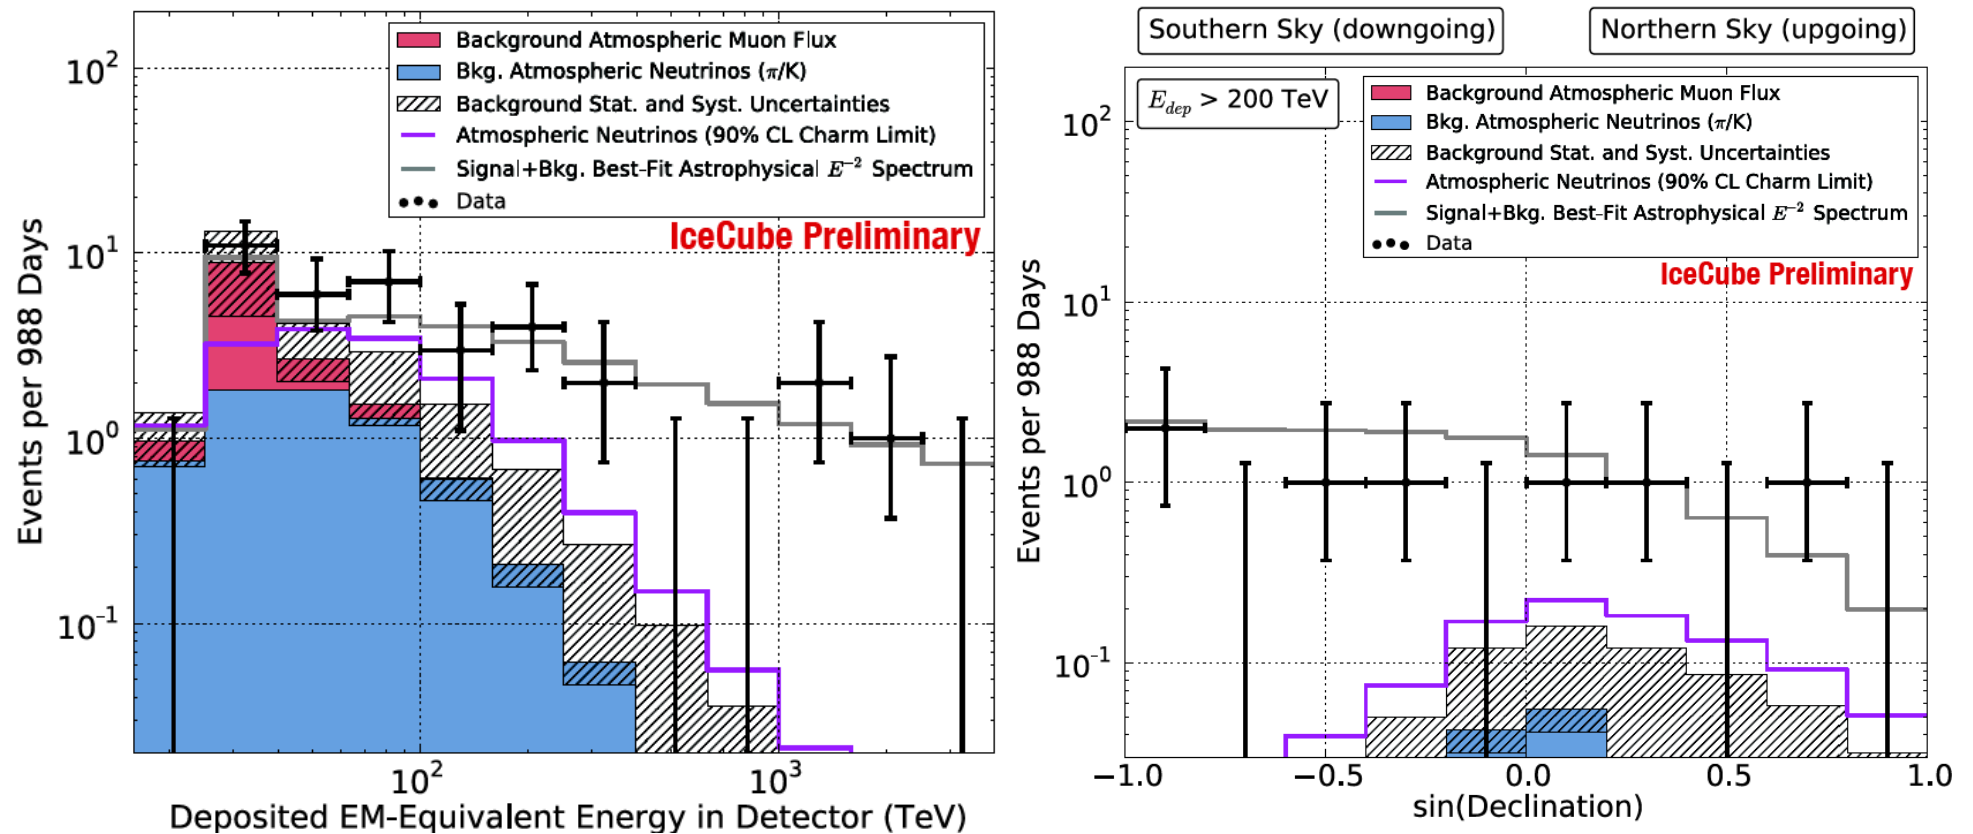 Background Atmospheric Muon Flux
Bkg. Atmospheric Neutrinos (π/K)
Background Stat. and Syst. Uncertainties
Atmospheric Neutrinos (90% CL Charm Limit)
Signal+Bkg. Best-Fit Astrophysical E⁻² Spectrum
Data
IceCube Preliminary
10²
10¹
10⁰
10⁻¹
Events per 988 Days
10² 10³
Deposited EM-Equivalent Energy in Detector (TeV)
Southern Sky (downgoing) Northern Sky (upgoing)
E_dep > 200 TeV
Background Atmospheric Muon Flux
Bkg. Atmospheric Neutrinos (π/K)
Background Stat. and Syst. Uncertainties
Atmospheric Neutrinos (90% CL Charm Limit)
Signal+Bkg. Best-Fit Astrophysical E⁻² Spectrum
Data
IceCube Preliminary
10²
10¹
10⁰
10⁻¹
Events per 988 Days
−1.0 −0.5 0.0 0.5 1.0
sin(Declination)